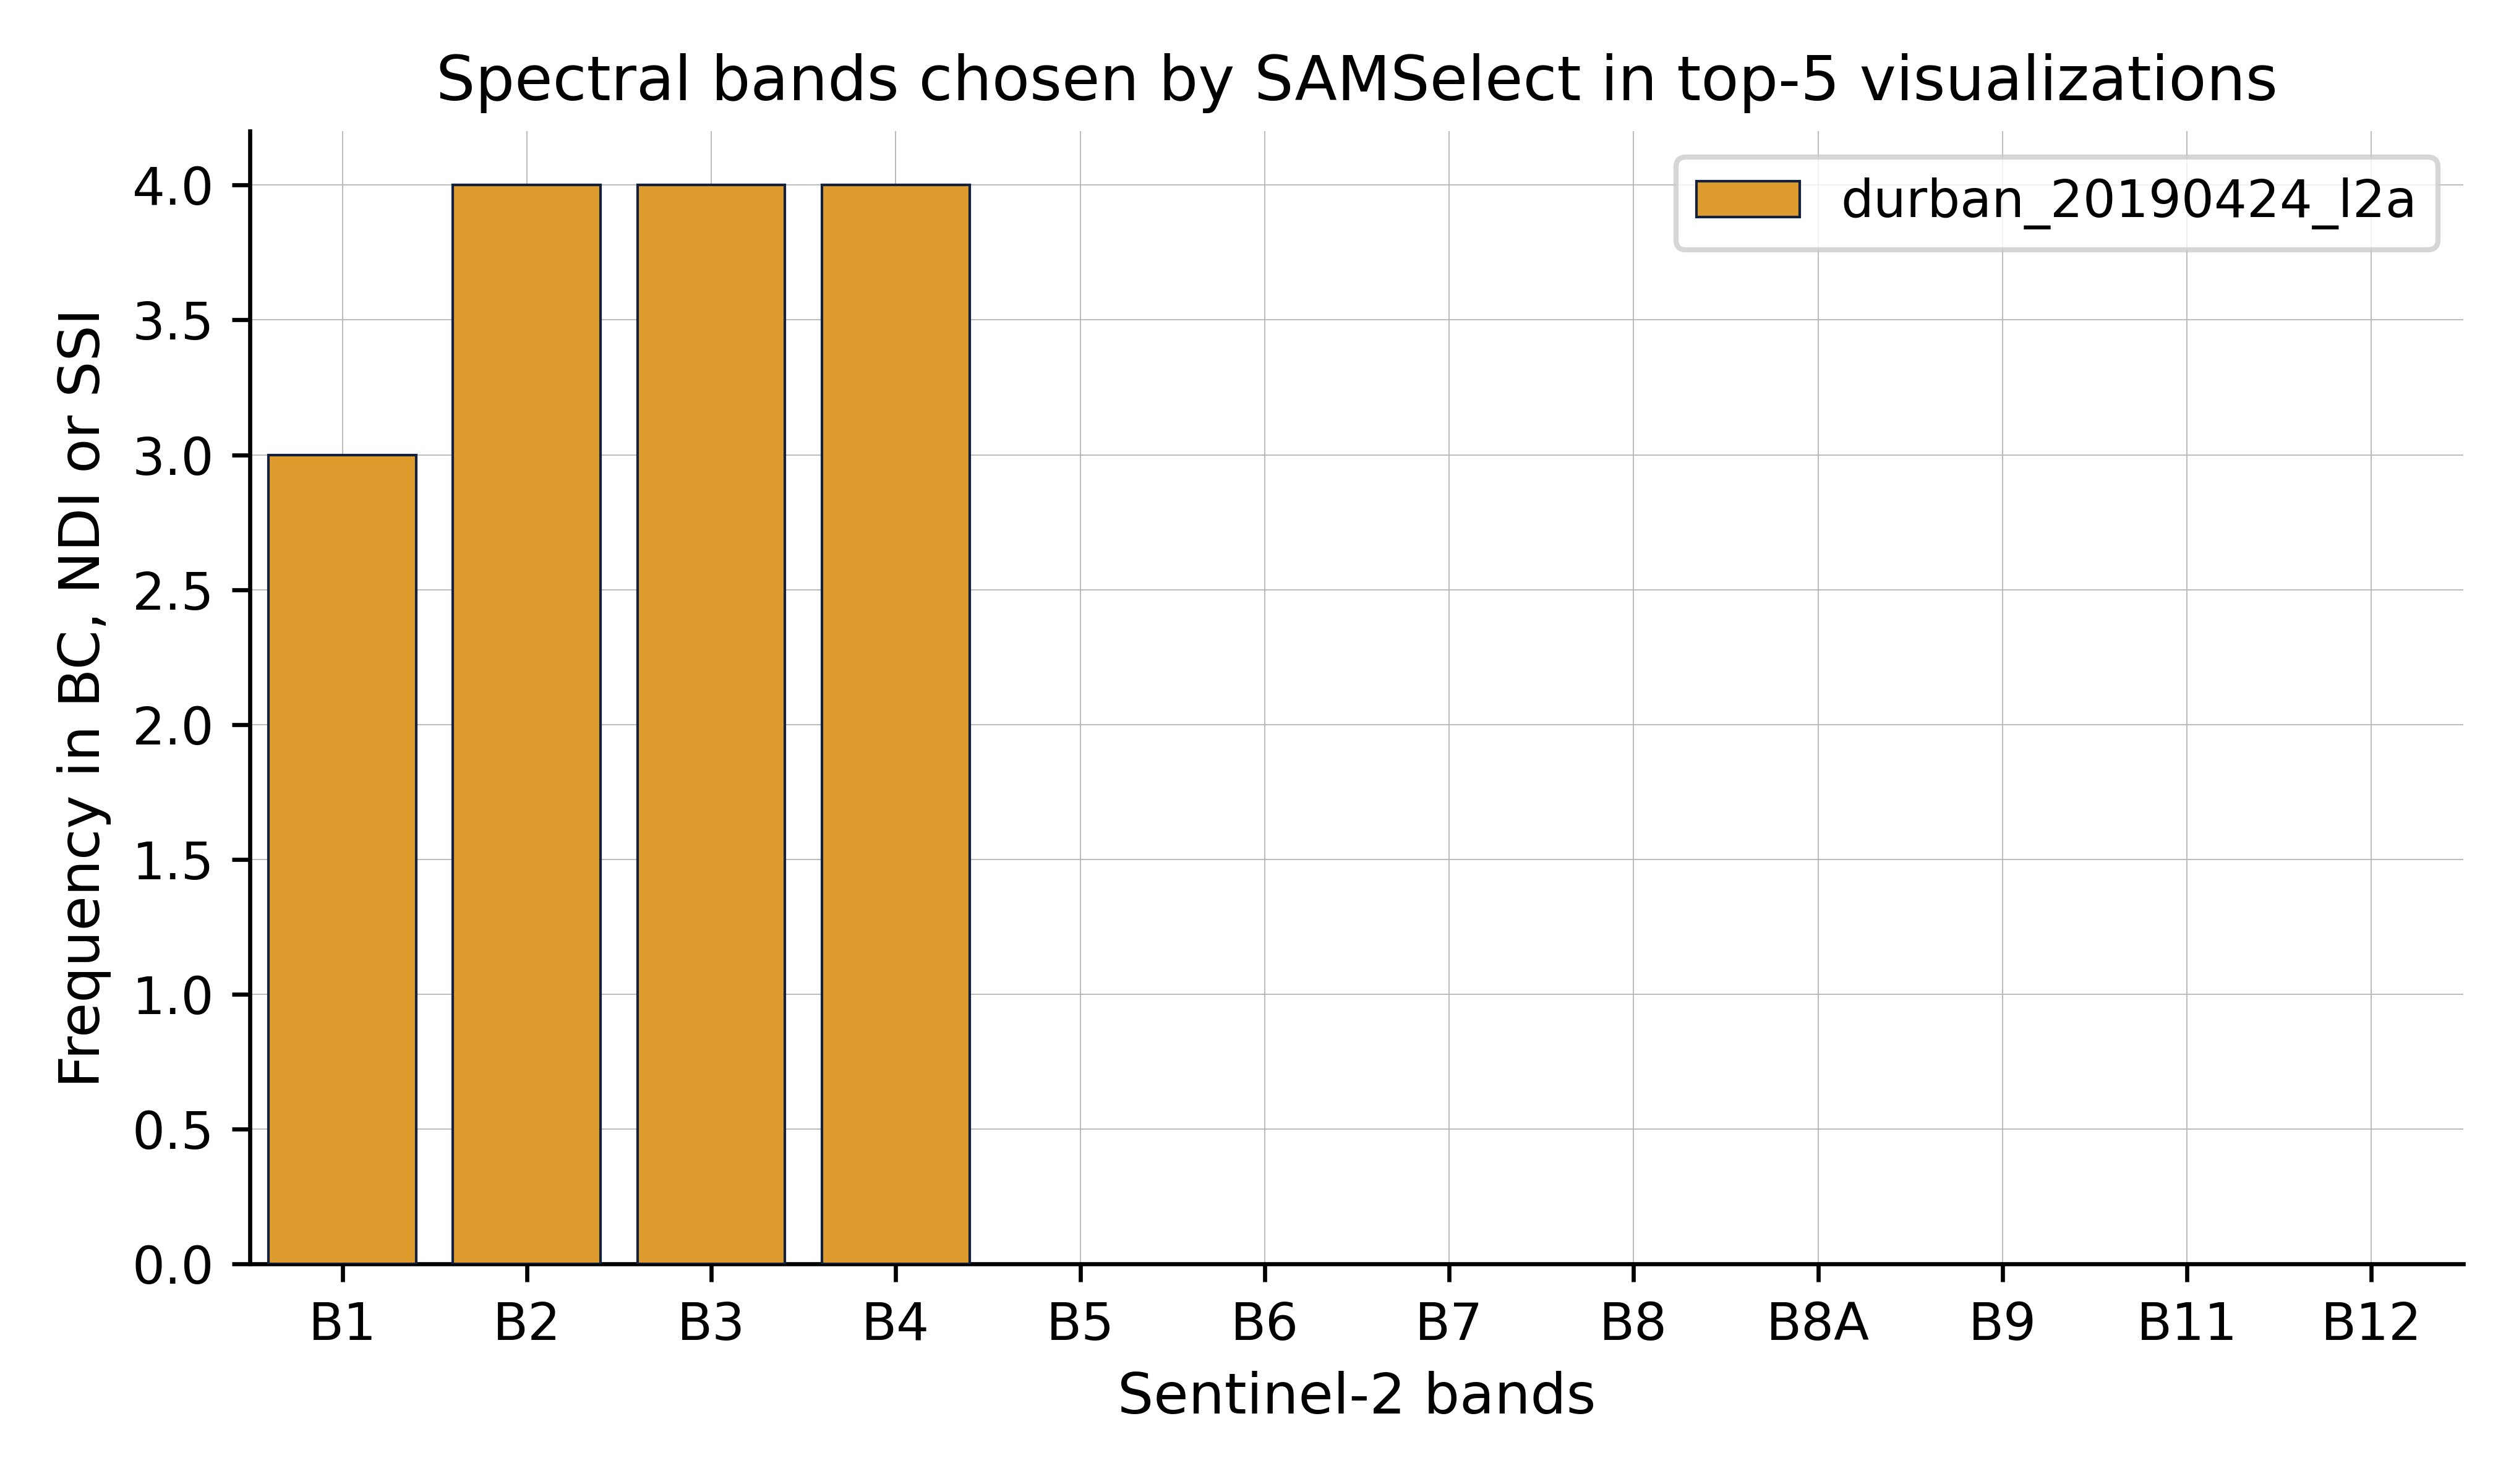 Spectral bands chosen by SAMSelect in top-5 visualizations
durban_20190424_l2a
Frequency in BC, NDI or SSI
4.0
3.5
3.0
2.5
2.0
1.5
1.0
0.5
0.0
B1 B2 B3 B4 B5 B6 B7 B8 B8A B9 B11 B12
Sentinel-2 bands